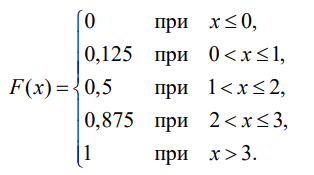 0 при x ≤ 0,
0,125 при 0 < x ≤ 1,
F(x) = 0,5 при 1 < x ≤ 2,
0,875 при 2 < x ≤ 3,
1 при x > 3.